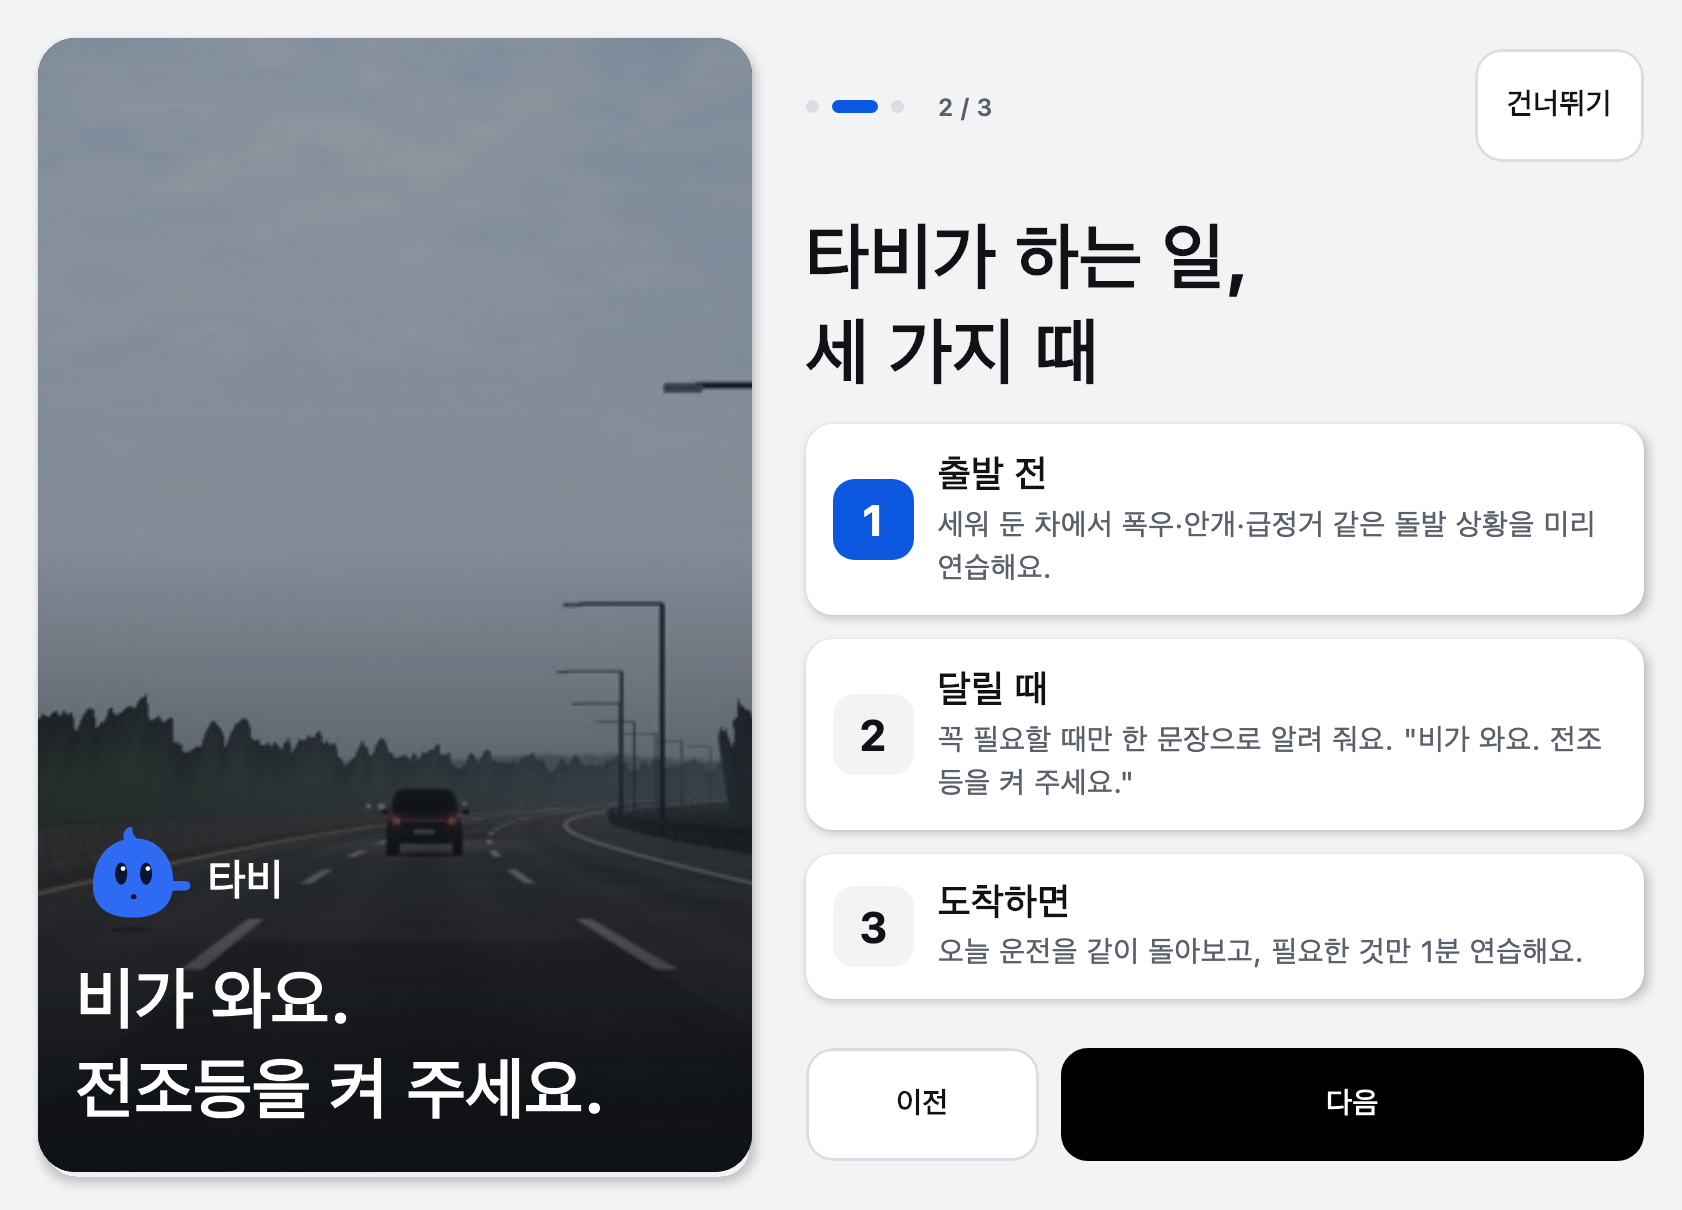 타비
비가 와요.
전조등을 켜 주세요.
2 / 3
건너뛰기
타비가 하는 일,
세 가지 때
1
출발 전
세워 둔 차에서 폭우·안개·급정거 같은 돌발 상황을 미리
연습해요.
2
달릴 때
꼭 필요할 때만 한 문장으로 알려 줘요. "비가 와요. 전조
등을 켜 주세요."
3
도착하면
오늘 운전을 같이 돌아보고, 필요한 것만 1분 연습해요.
이전
다음